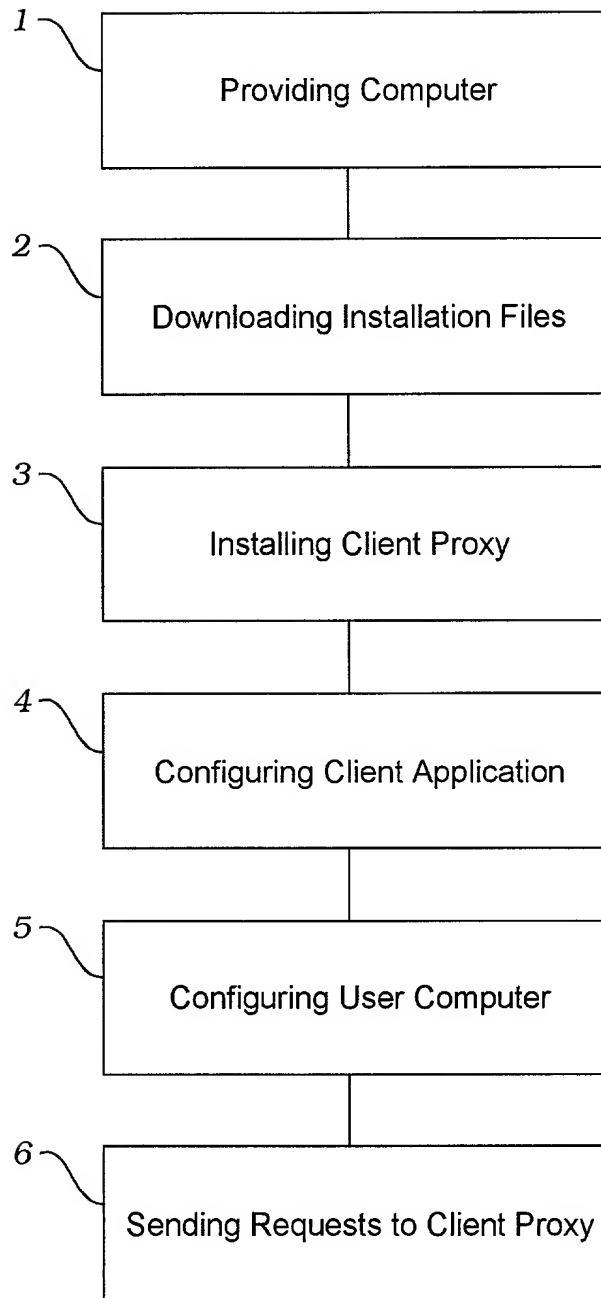 1
Providing Computer
2
Downloading Installation Files
3
Installing Client Proxy
4
Configuring Client Application
5
Configuring User Computer
6
Sending Requests to Client Proxy